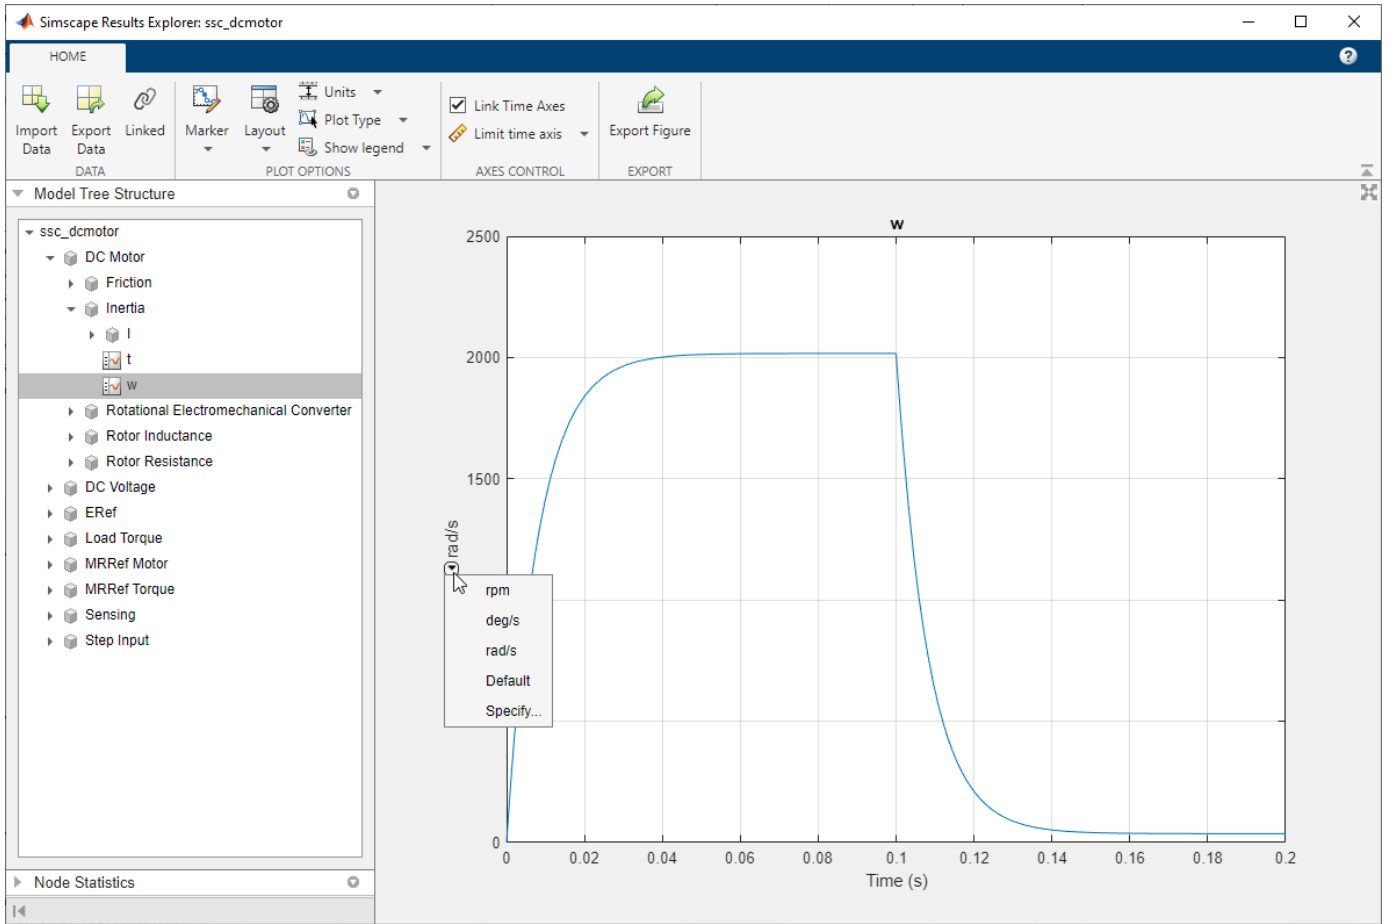 Simscape Results Explorer: ssc_dcmotor
HOME
Import Data
Export Data
Linked
Marker
Layout
Units
Plot Type
Show legend
Link Time Axes
Limit time axis
Export Figure
DATA
PLOT OPTIONS
AXES CONTROL
EXPORT
Model Tree Structure
ssc_dcmotor
DC Motor
Friction
Inertia
I
t
w
Rotational Electromechanical Converter
Rotor Inductance
Rotor Resistance
DC Voltage
ERef
Load Torque
MRRef Motor
MRRef Torque
Sensing
Step Input
Node Statistics
w
2500
2000
1500
0
rad/s
rpm
deg/s
rad/s
Default
Specify...
0 0.02 0.04 0.06 0.08 0.1 0.12 0.14 0.16 0.18 0.2
Time (s)